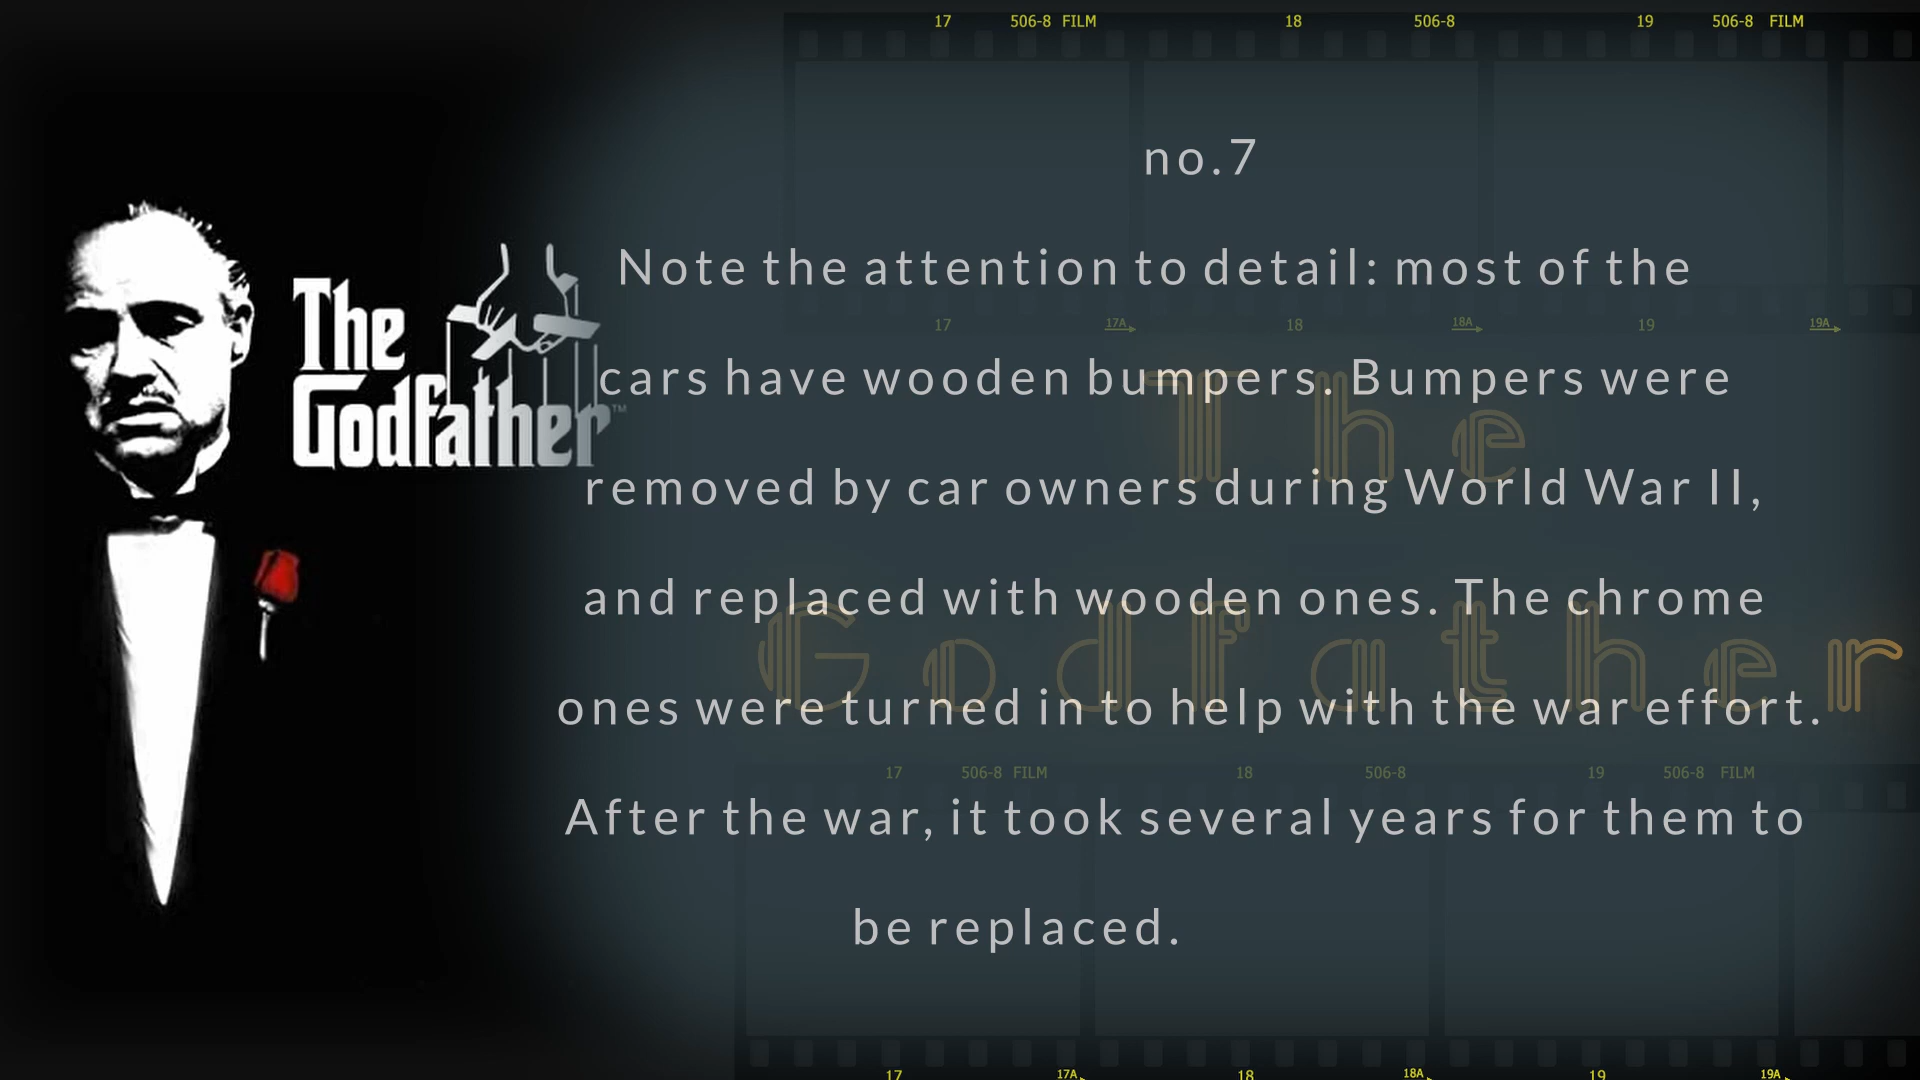 17 506-8 FILM 18 506-8 19 506-8 FILM
no.7
Note the attention to detail: most of the
17 17A 18 18A 19 19A
The
Godfather™
cars have wooden bumpers. Bumpers were
The
removed by car owners during World War II,
and replaced with wooden ones. The chrome
Godfather
ones were turned in to help with the war effort.
17 506-8 FILM 18 506-8 19 506-8 FILM
After the war, it took several years for them to
be replaced.
17 17A 18 18A 19 19A